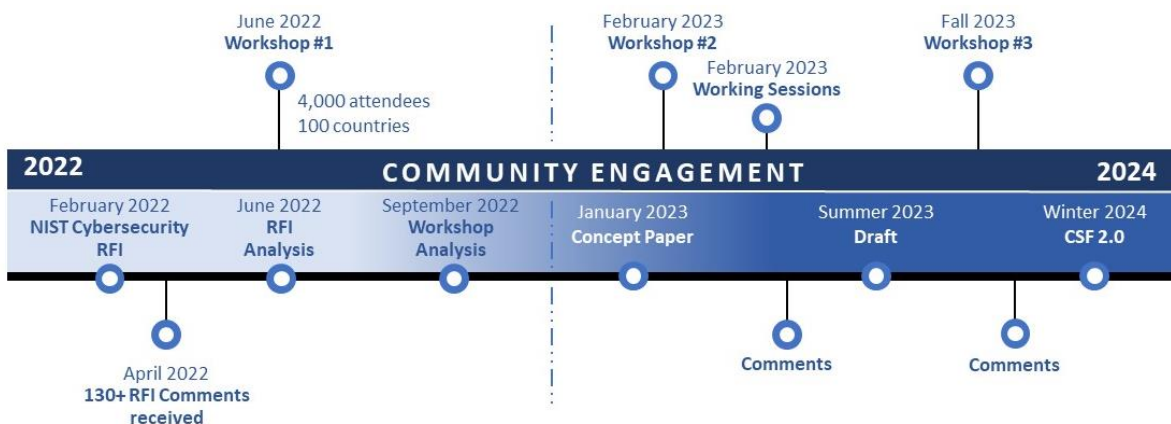 June 2022
Workshop #1
4,000 attendees
100 countries
February 2023
Workshop #2
February 2023
Working Sessions
Fall 2023
Workshop #3
2022
COMMUNITY ENGAGEMENT
2024
February 2022
NIST Cybersecurity
RFI
June 2022
RFI
Analysis
September 2022
Workshop
Analysis
January 2023
Concept Paper
Summer 2023
Draft
Winter 2024
CSF 2.0
April 2022
130+ RFI Comments
received
Comments
Comments